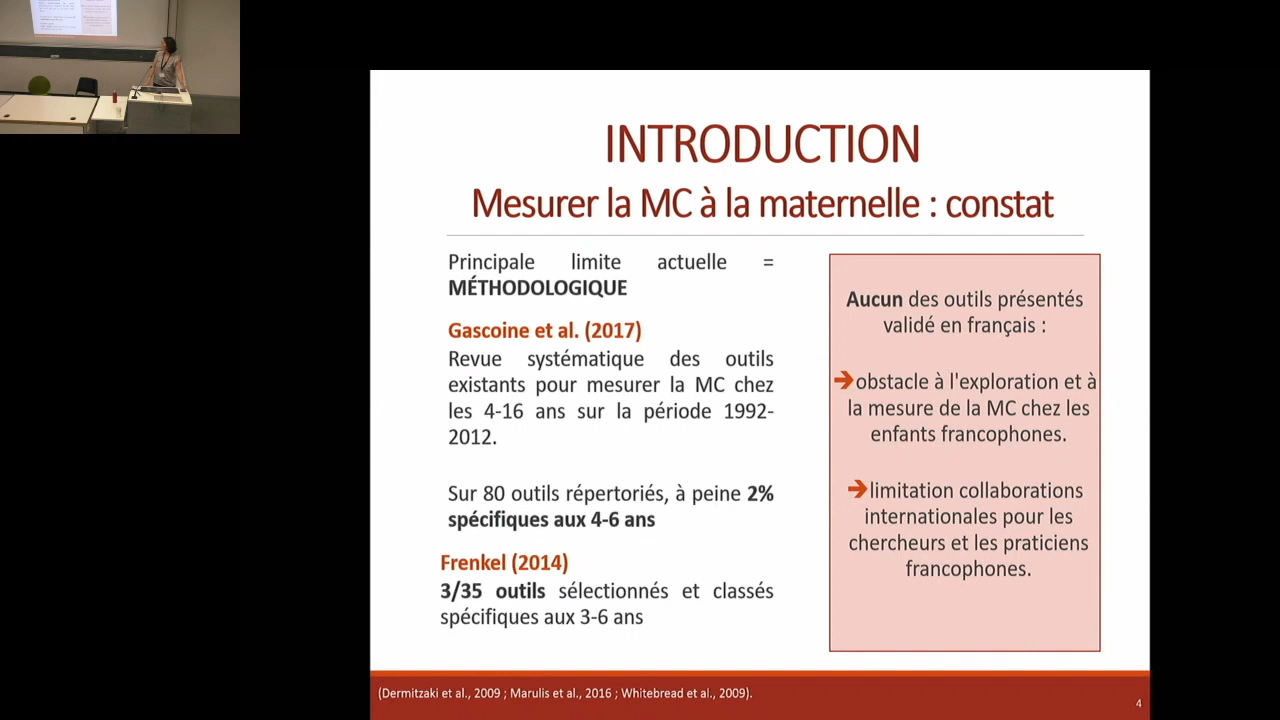 INTRODUCTION
Mesurer la MC à la maternelle : constat
Principale limite actuelle =
MÉTHODOLOGIQUE
Gascoine et al. (2017)
Revue systématique des outils
existants pour mesurer la MC chez
les 4-16 ans sur la période 1992-
2012.
Sur 80 outils répertoriés, à peine 2%
spécifiques aux 4-6 ans
Frenkel (2014)
3/35 outils sélectionnés et classés
spécifiques aux 3-6 ans
Aucun des outils présentés
validé en français :
➔obstacle à l'exploration et à
la mesure de la MC chez les
enfants francophones.
➔limitation collaborations
internationales pour les
chercheurs et les praticiens
francophones.
(Dermitzaki et al., 2009 ; Marulis et al., 2016 ; Whitebread et al., 2009).
4